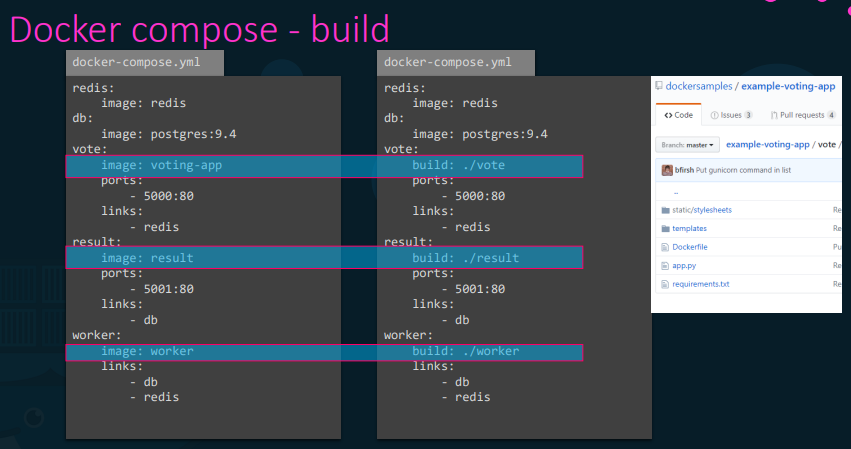 Docker compose - build
docker-compose.yml
redis:
    image: redis
db:
    image: postgres:9.4
vote:
    image: voting-app
    ports:
        - 5000:80
    links:
        - redis
result:
    image: result
    ports:
        - 5001:80
    links:
        - db
worker:
    image: worker
    links:
        - db
        - redis
docker-compose.yml
redis:
    image: redis
db:
    image: postgres:9.4
vote:
    build: ./vote
    ports:
        - 5000:80
    links:
        - redis
result:
    build: ./result
    ports:
        - 5001:80
    links:
        - db
worker:
    build: ./worker
    links:
        - db
        - redis
dockersamples / example-voting-app
<> Code Issues 3 Pull requests 4
Branch: master example-voting-app / vote /
bfirsh Put gunicorn command in list
..
static/stylesheets Re
templates Re
Dockerfile Pu
app.py Re
requirements.txt Re